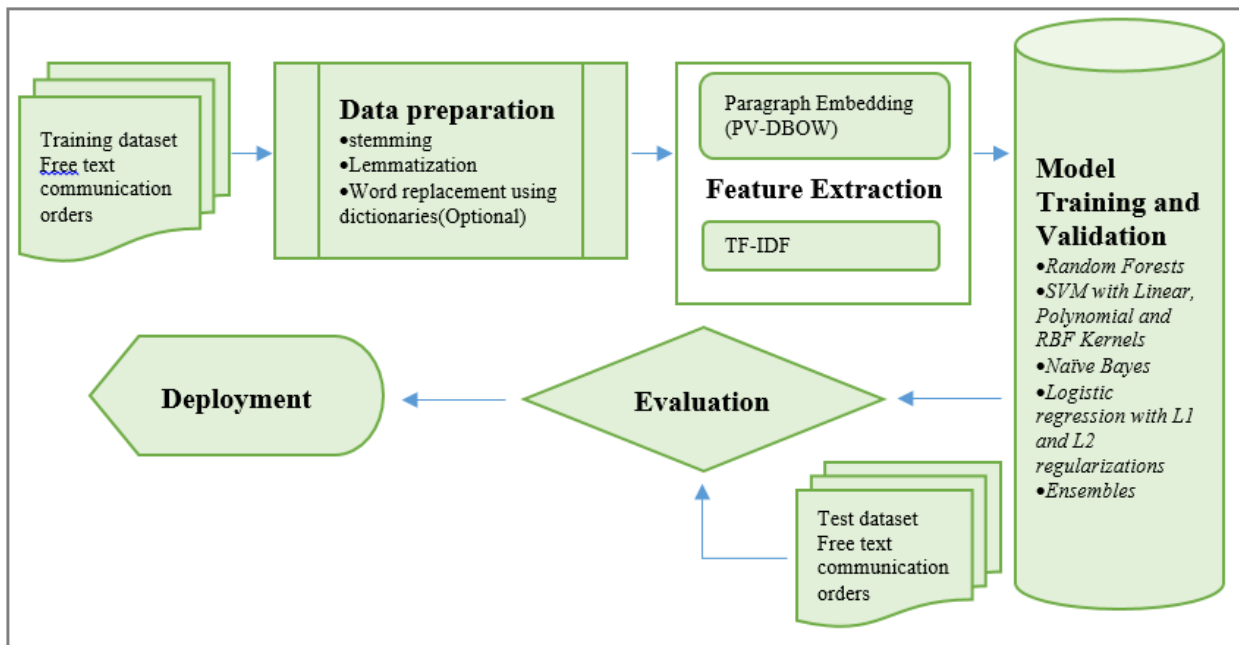 Training dataset
Free text
communication
orders
Data preparation
•stemming
•Lemmatization
•Word replacement using
dictionaries(Optional)
Paragraph Embedding
(PV-DBOW)
Feature Extraction
TF-IDF
Model
Training and
Validation
•Random Forests
•SVM with Linear,
Polynomial and
RBF Kernels
•Naïve Bayes
•Logistic
regression with L1
and L2
regularizations
•Ensembles
Deployment
Evaluation
Test dataset
Free text
communication
orders